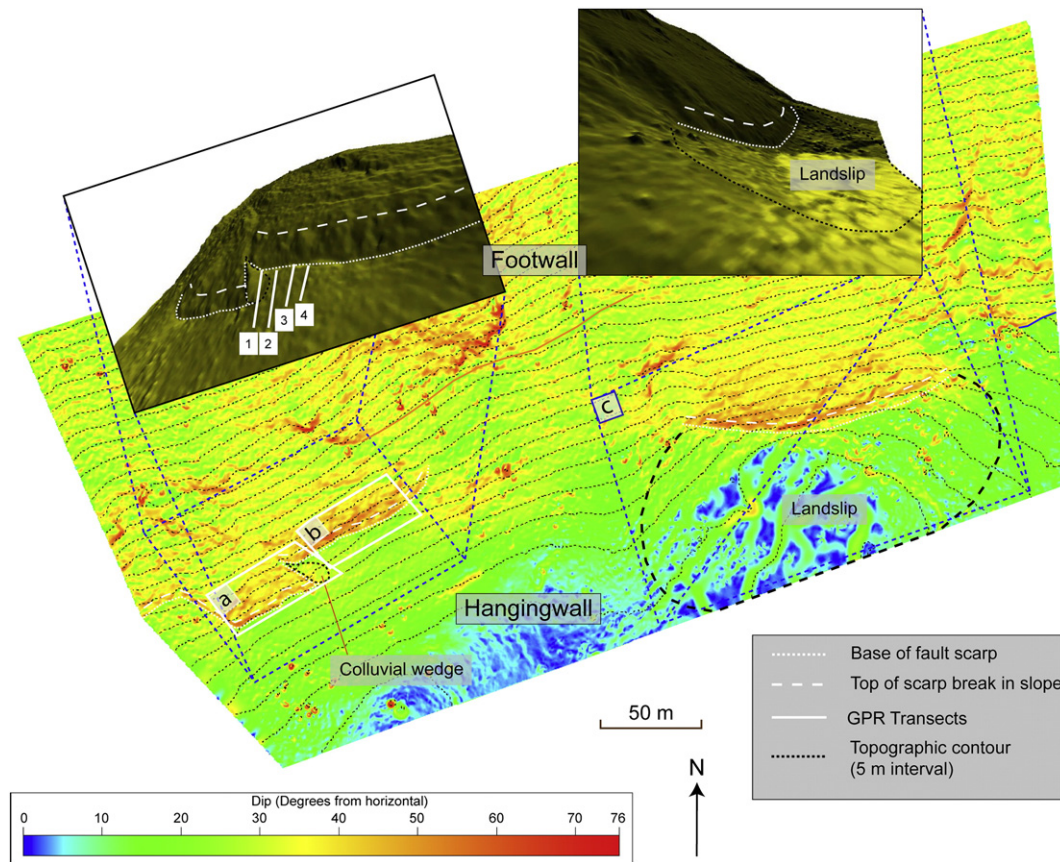 Landslip
Footwall
1
2
3
4
C
Landslip
b
a
Hangingwall
Colluvial wedge
Base of fault scarp
Top of scarp break in slope
GPR Transects
Topographic contour
(5 m interval)
50 m
N
Dip (Degrees from horizontal)
0 10 20 30 40 50 60 70 76